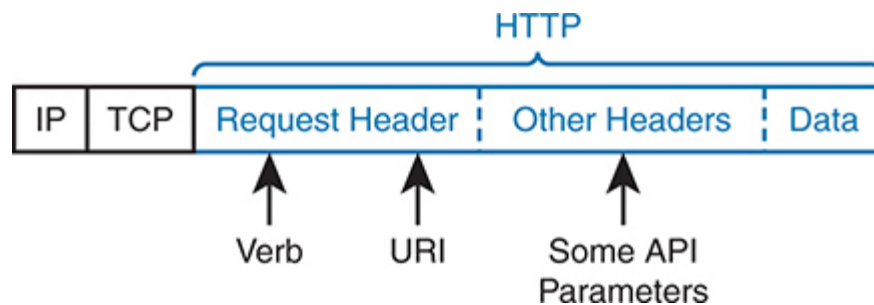 HTTP
IP TCP Request Header Other Headers Data
Verb URI Some API
Parameters